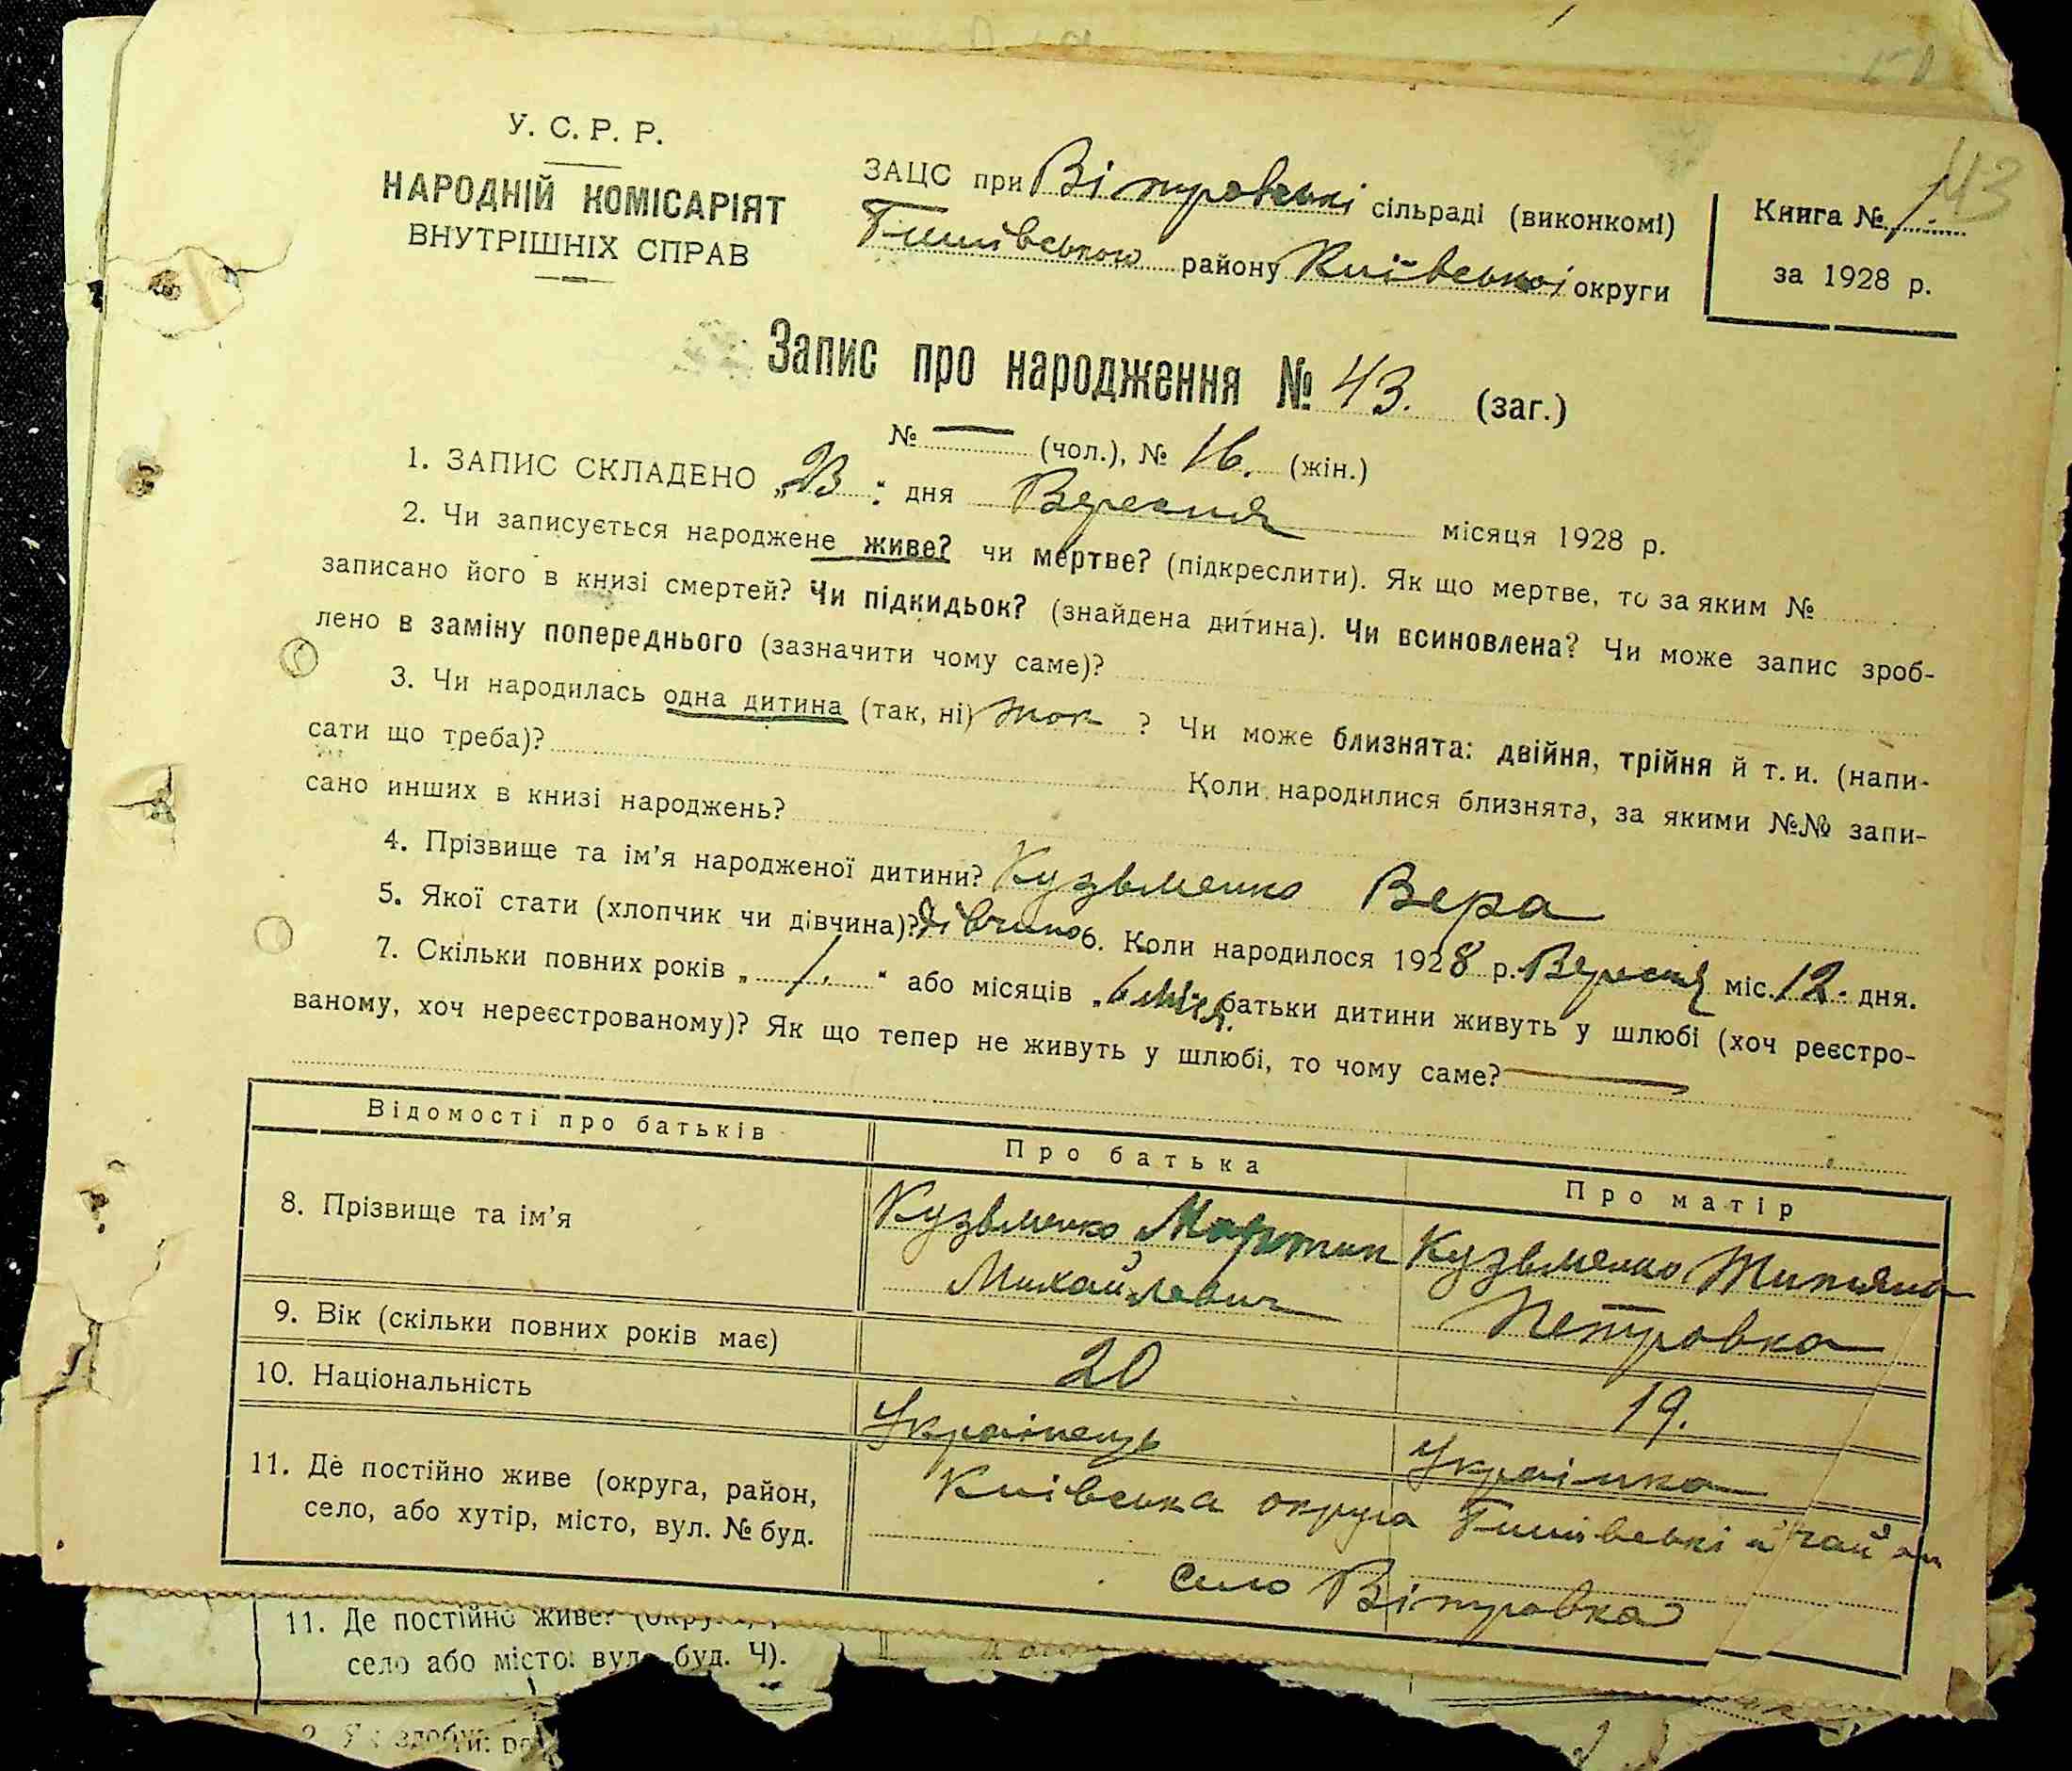 43
У. С. Р. Р.
НАРОДНІЙ КОМІСАРІЯТ
ВНУТРІШНІХ СПРАВ
ЗАЦС при сільраді (виконкомі)
району Київської округи
Книга № 1.
за 1928 р.
Запис про народження № 43. (заг.)
№ — (чол.), № 16. (жін.)
1. ЗАПИС СКЛАДЕНО „23“ дня Вересня місяця 1928 р.
2. Чи записується народжене живе? чи мертве? (підкреслити). Як що мертве, то за яким №
записано його в книзі смертей? Чи підкидьок? (знайдена дитина). Чи всиновлена? Чи може запис зроб-
лено в заміну попереднього (зазначити чому саме)?
3. Чи народилась одна дитина (так, ні) так ? Чи може близнята: двійня, трійня й т. и. (напи-
сати що треба)? Коли народилися близнята, за якими №№ запи-
сано инших в книзі народжень?
4. Прізвище та ім’я народженої дитини? Кузьменко Вера
5. Якої стати (хлопчик чи дівчина)? дівчина 6. Коли народилося 1928 р. Вересня міс. 12. дня.
7. Скільки повних років „ 1. “ або місяців „ 6 батьки дитини живуть у шлюбі (хоч реєстро-
ваному, хоч нереєстрованому)? Як що тепер не живуть у шлюбі, то чому саме? —
Відомості про батьків Про батька Про матір
8. Прізвище та ім’я Кузьменко Мартин Кузьменко
Михайлевич Петровна
9. Вік (скільки повних років має) 20 19.
10. Національність Українець Українка
11. Де постійно живе (округа, район, Київська округа район
село, або хутір, місто, вул. № буд. село Вітровка
11. Де постійно живе?
село або місто: вул. буд. Ч).